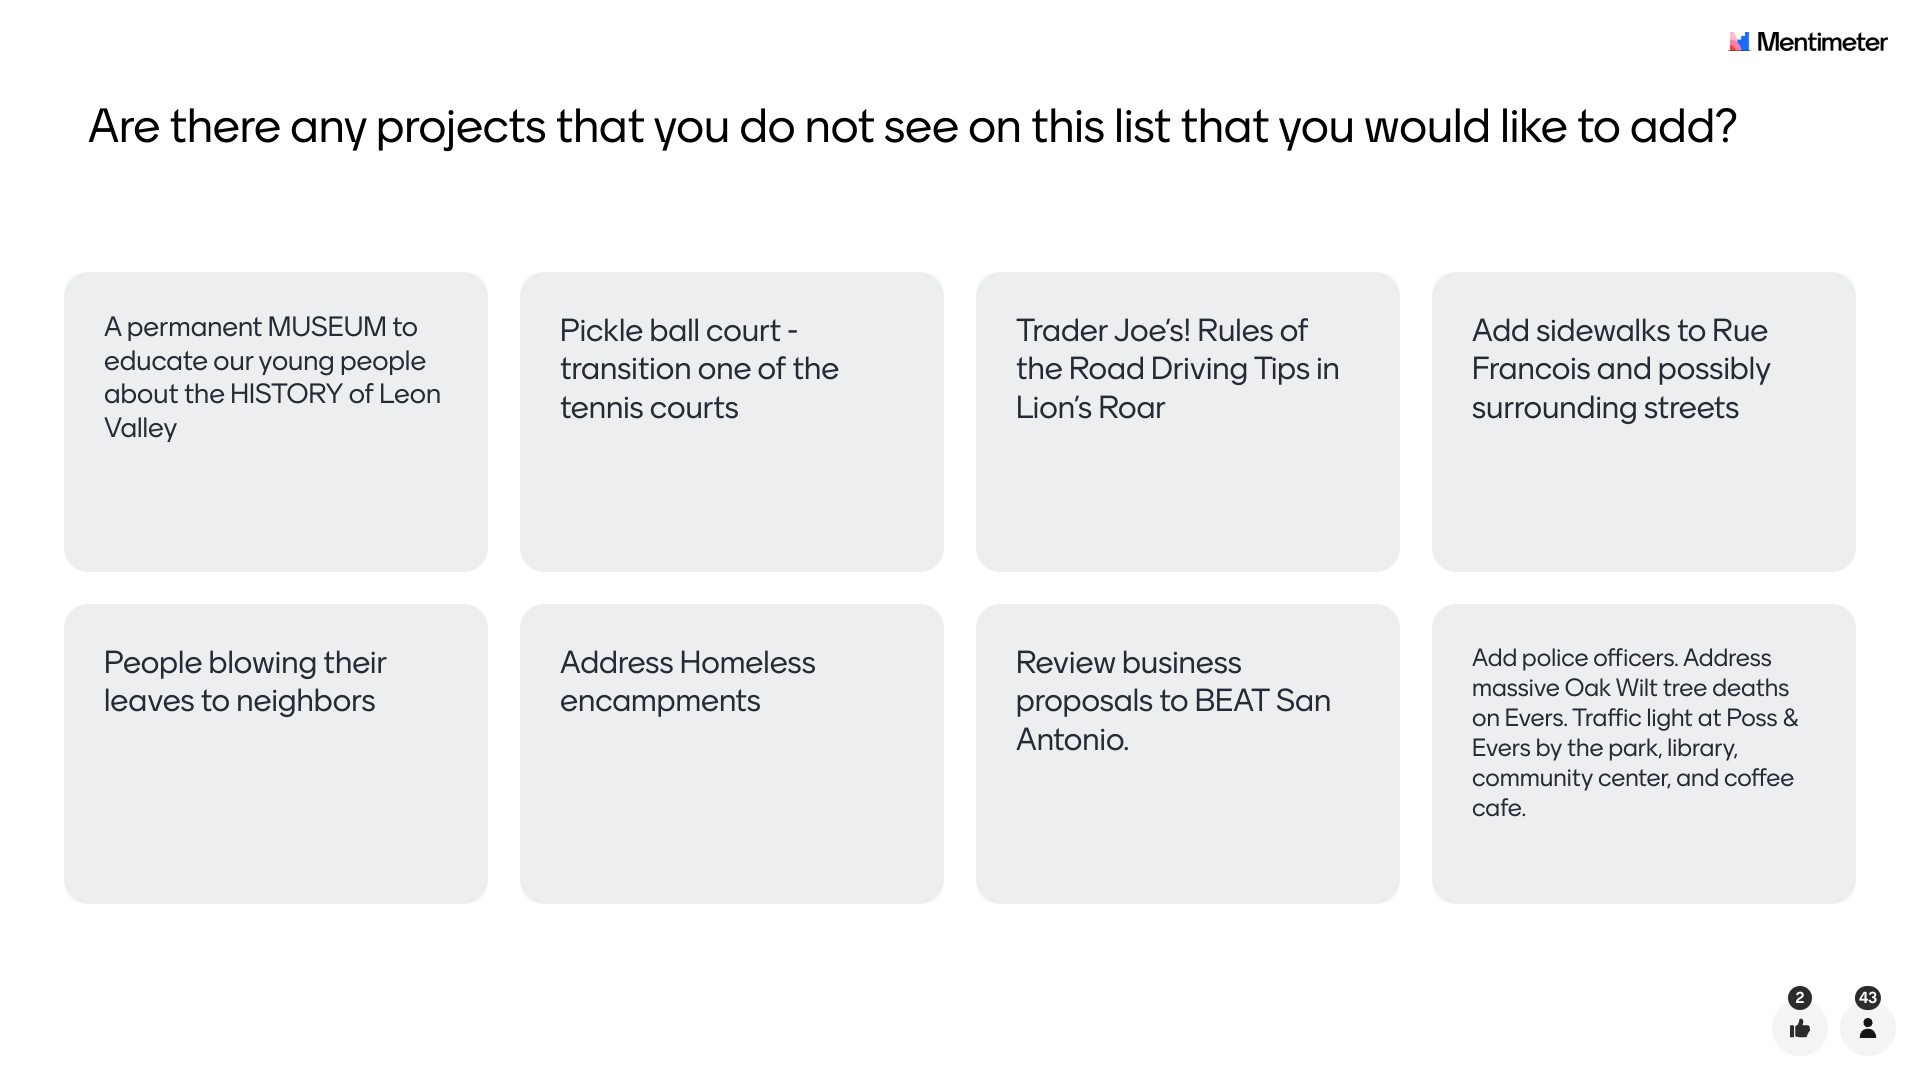 Mentimeter
Are there any projects that you do not see on this list that you would like to add?
A permanent MUSEUM to
educate our young people
about the HISTORY of Leon
Valley
Pickle ball court -
transition one of the
tennis courts
Trader Joe’s! Rules of
the Road Driving Tips in
Lion’s Roar
Add sidewalks to Rue
Francois and possibly
surrounding streets
People blowing their
leaves to neighbors
Address Homeless
encampments
Review business
proposals to BEAT San
Antonio.
Add police officers. Address
massive Oak Wilt tree deaths
on Evers. Traffic light at Poss &
Evers by the park, library,
community center, and coffee
cafe.
2
43